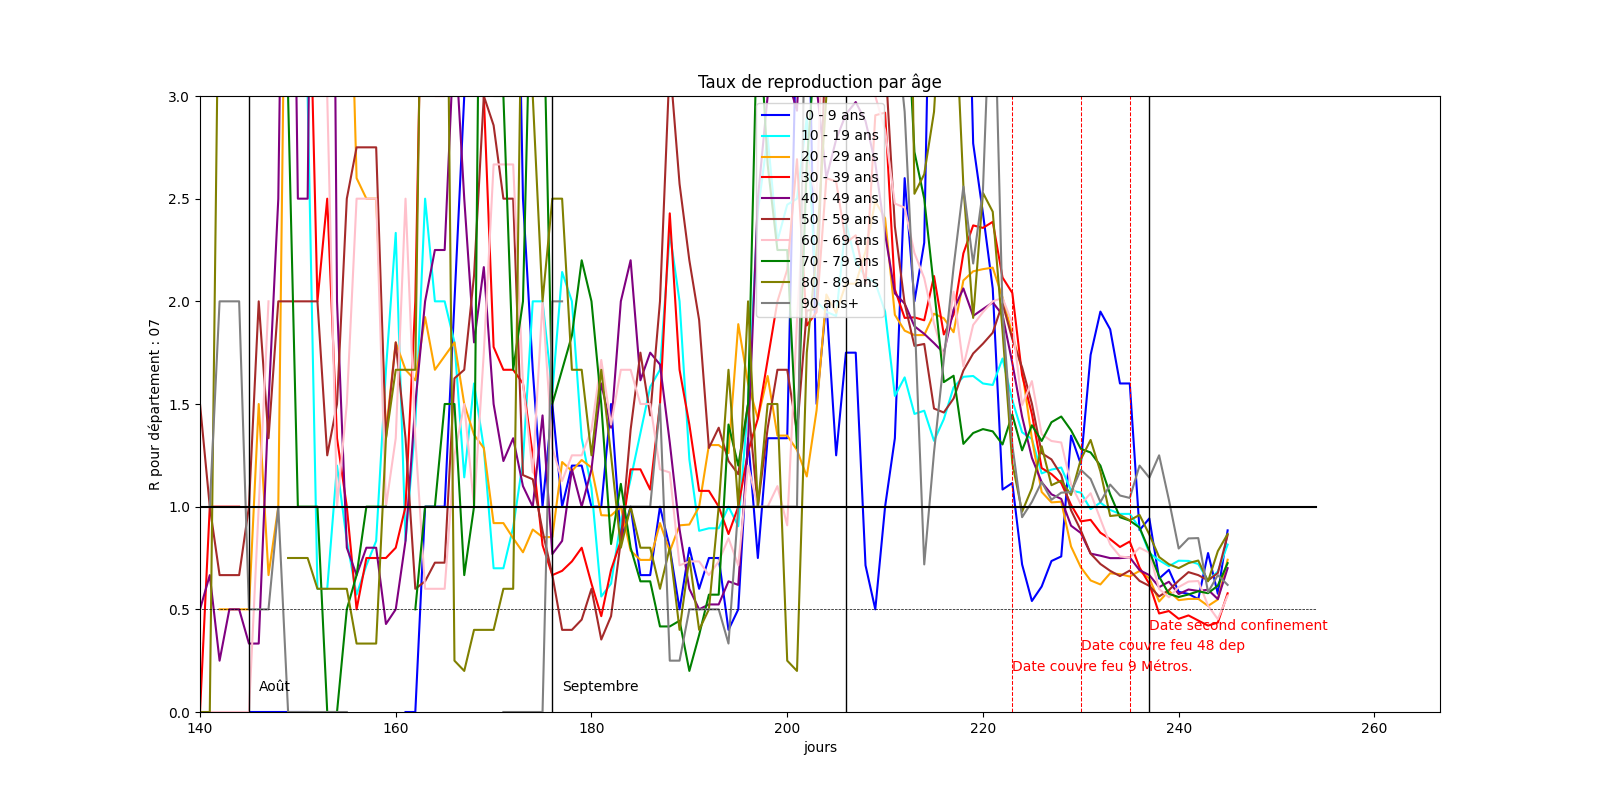 Taux de reproduction par âge
3.0
2.5
2.0
1.5
1.0
0.5
0.0
R pour département : 07
0 - 9 ans
10 - 19 ans
20 - 29 ans
30 - 39 ans
40 - 49 ans
50 - 59 ans
60 - 69 ans
70 - 79 ans
80 - 89 ans
90 ans+
Date second confinement
Date couvre feu 48 dep
Date couvre feu 9 Métros.
Août
Septembre
140
160
180
200
220
240
260
jours